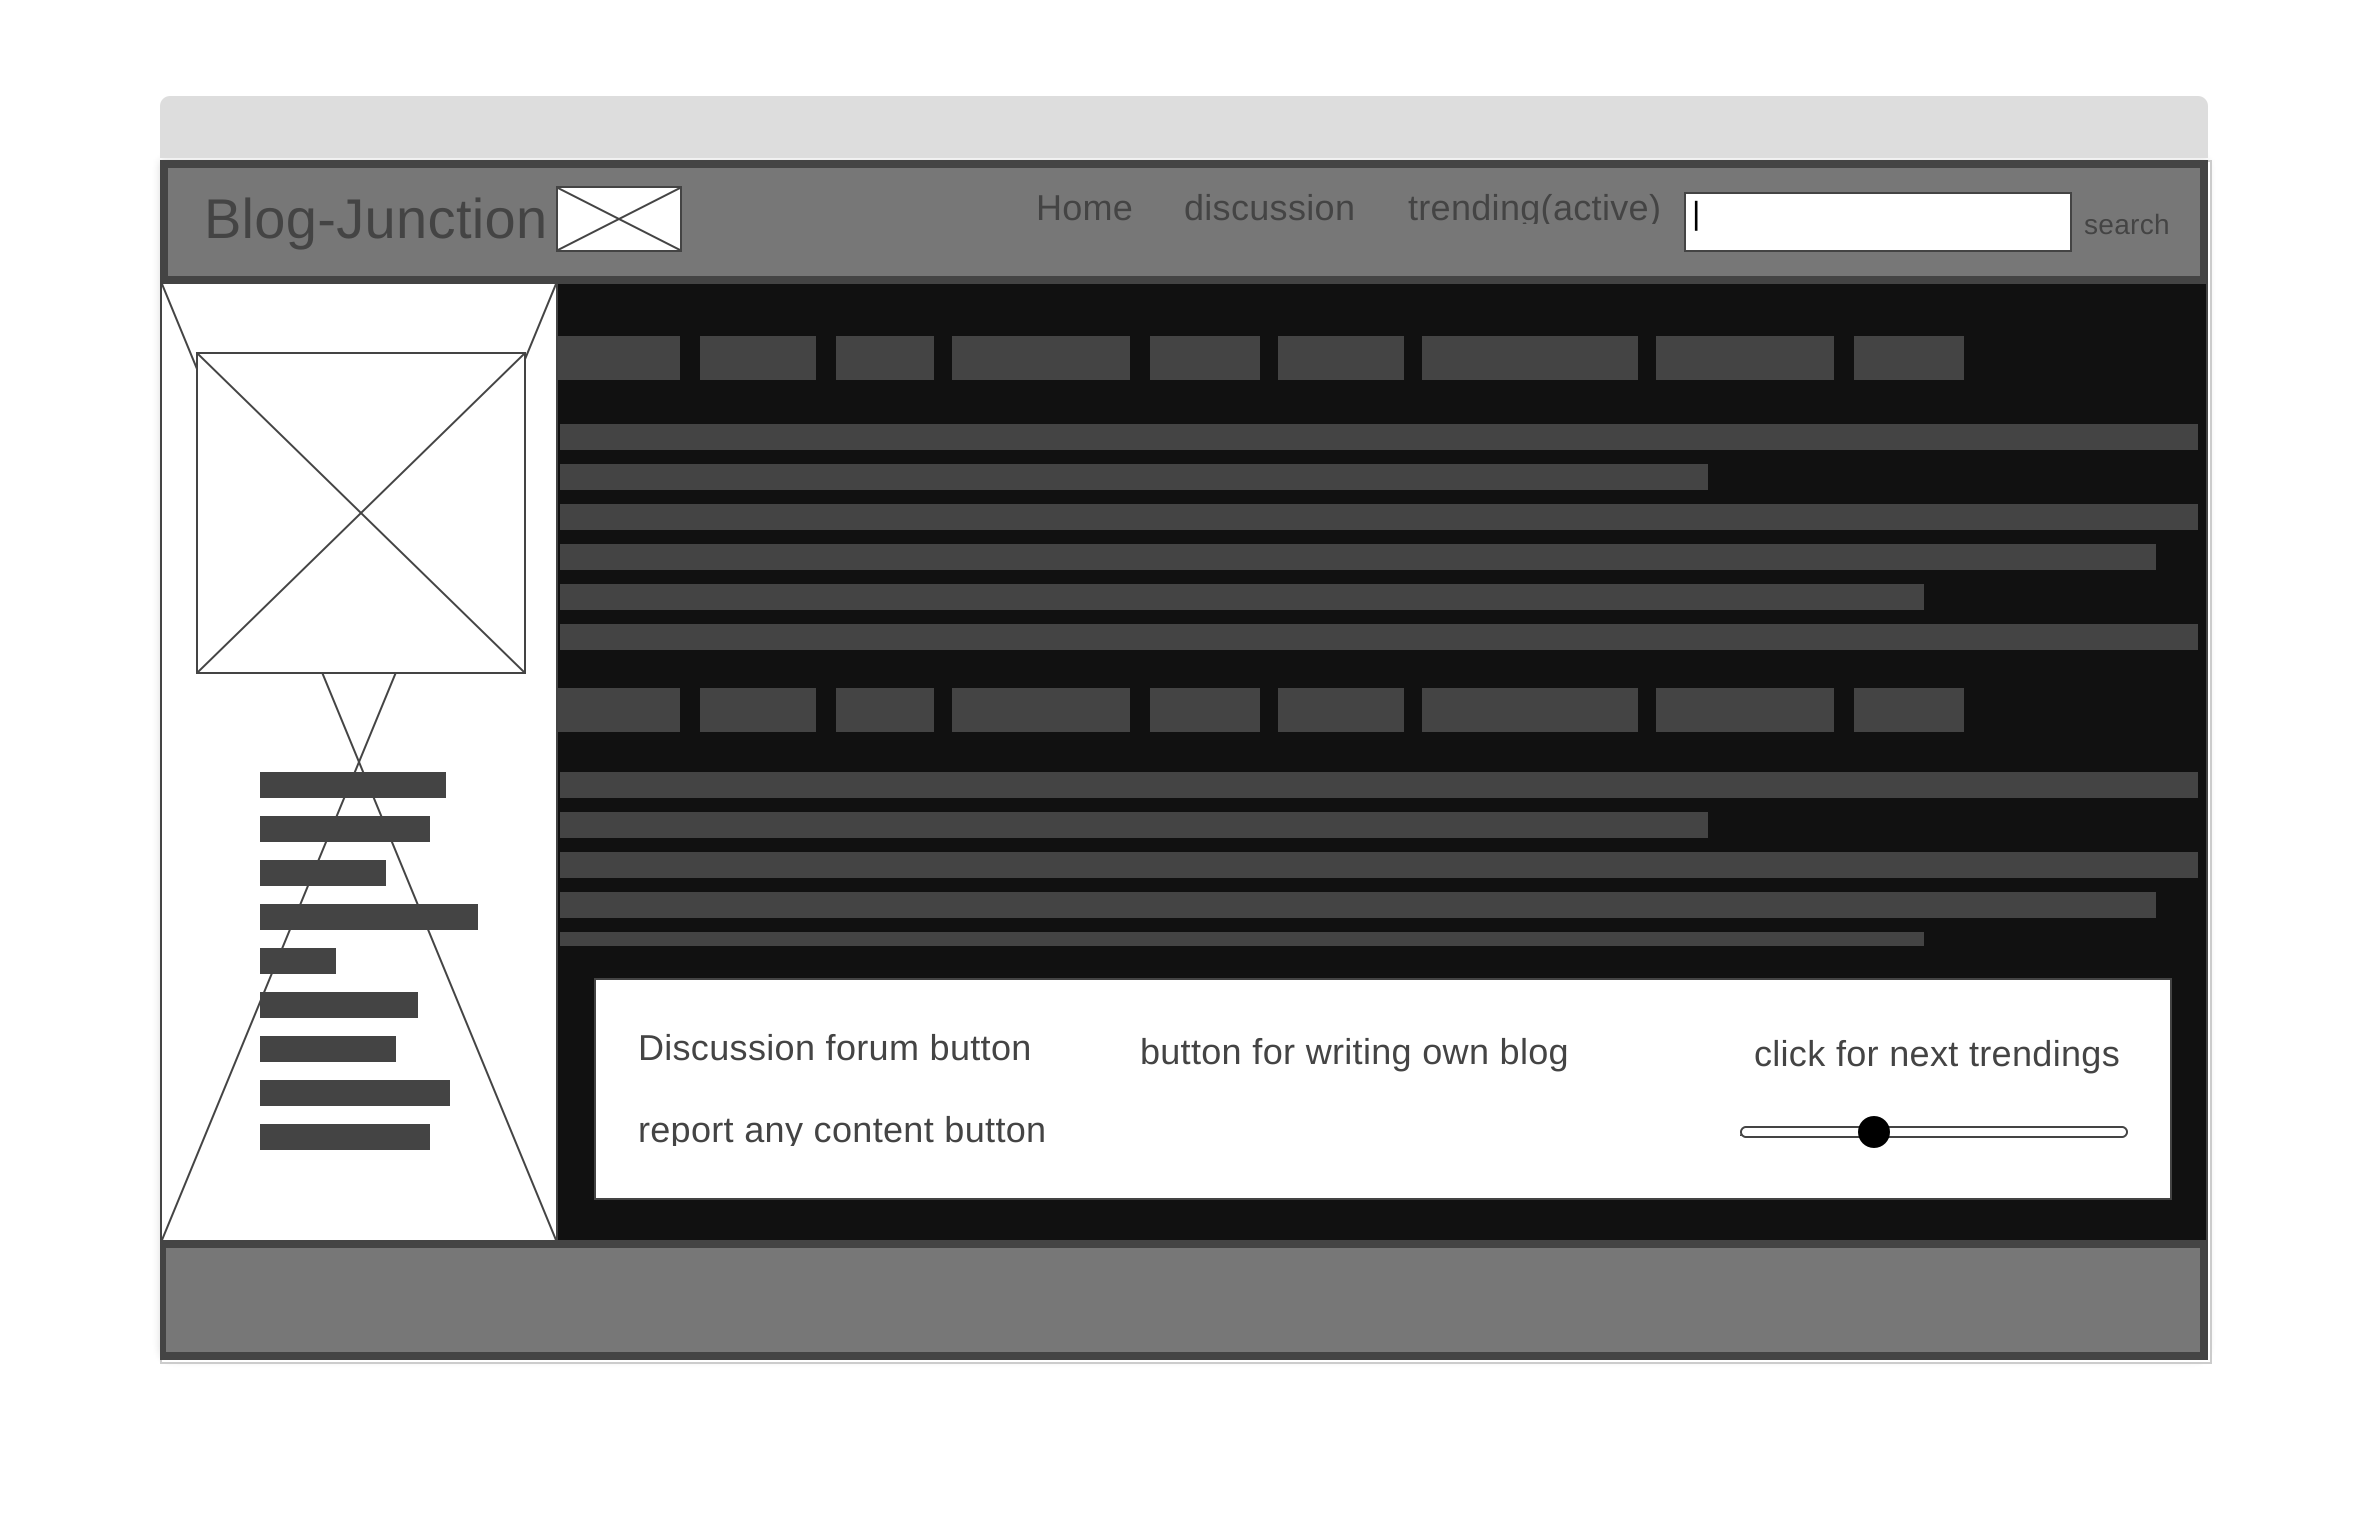 Blog-Junction
Home discussion trending(active) search
Discussion forum button
button for writing own blog
click for next trendings
report any content button